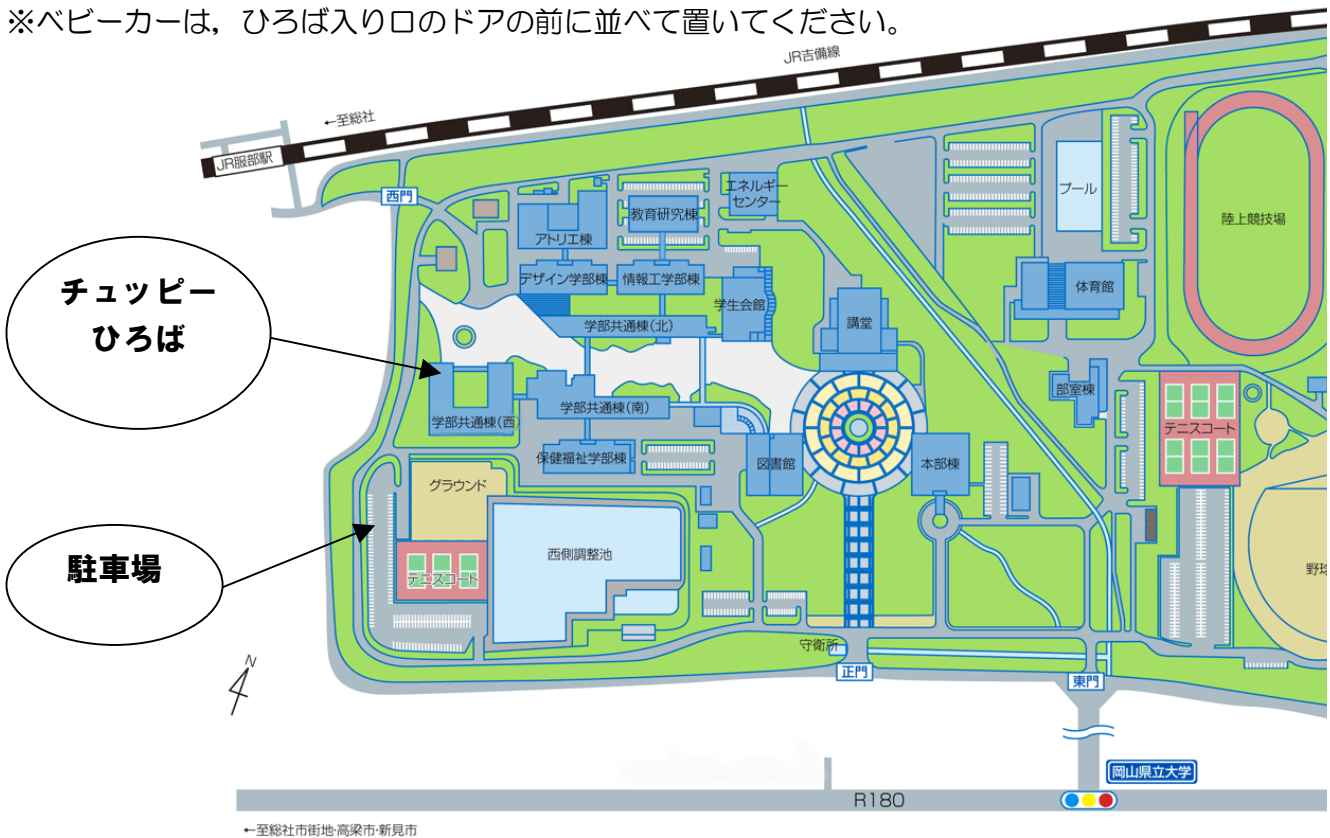 ※ベビーカーは，ひろば入り口のドアの前に並べて置いてください。
JR吉備線
←至総社
JR服部駅
西門
エネルギー
センター
教育研究棟
アトリエ棟
プール
陸上競技場
デザイン学部棟
情報工学部棟
学生会館
体育館
チュッピー
ひろば
学部共通棟(北)
講堂
部室棟
学部共通棟(西)
学部共通棟(南)
テニスコート
保健福祉学部棟
図書館
本部棟
グラウンド
駐車場
テニスコート
西側調整池
野球
守衛所
正門
東門
N
岡山県立大学
R180
←至総社市街地・高梁市・新見市